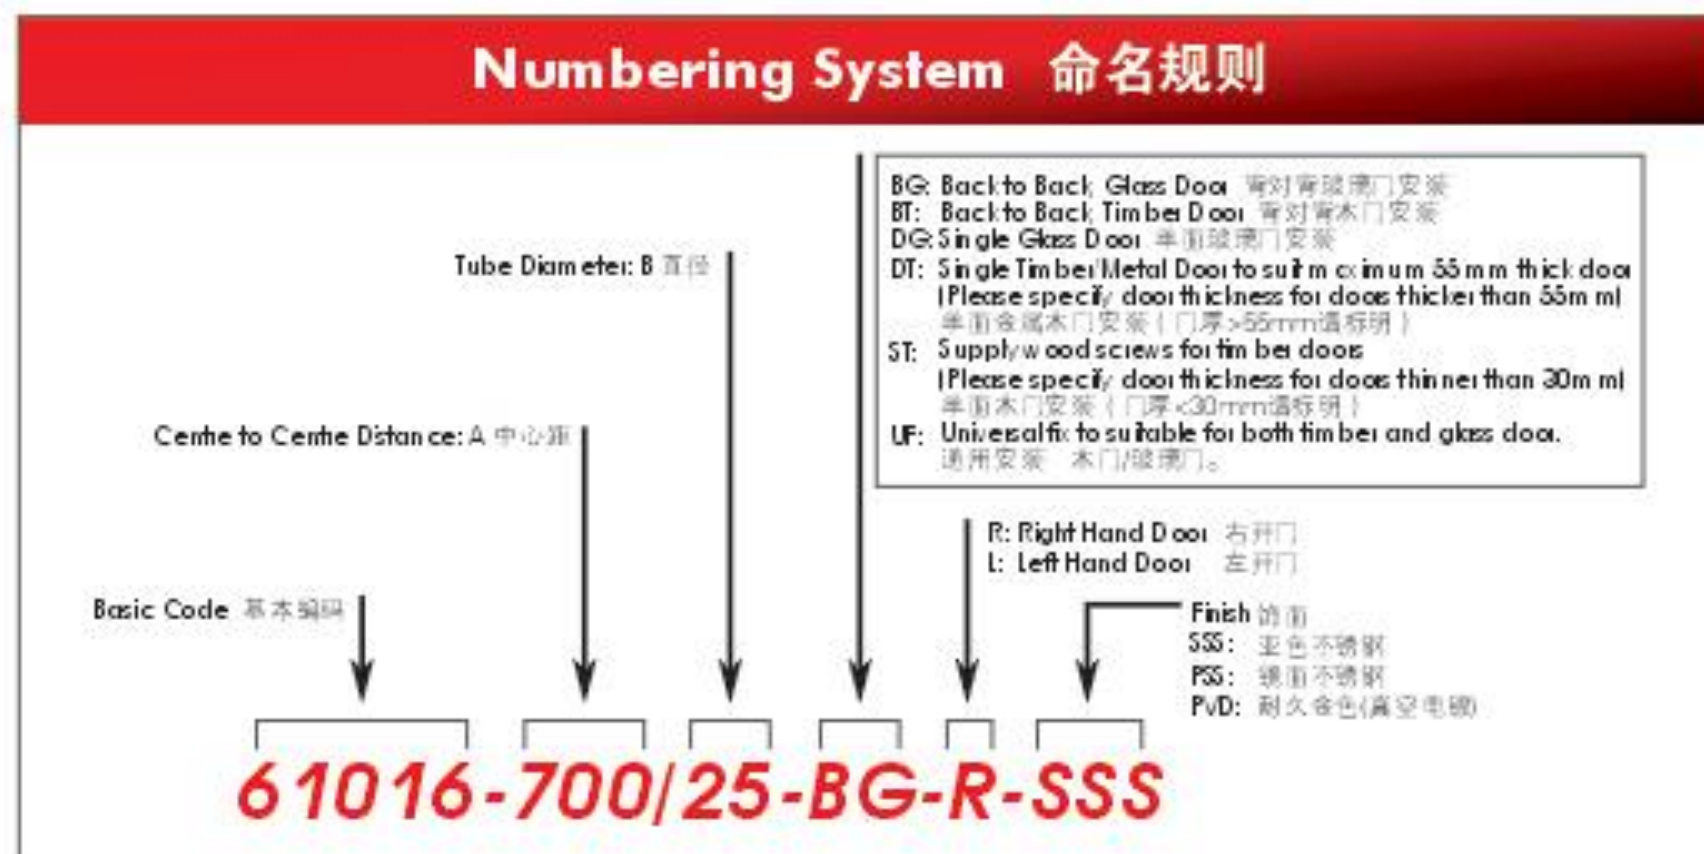 Numbering System 命名规则
BG: Back to Back Glass Door 背对背玻璃门安装
BT: Back to Back Timber Door 背对背木门安装
DG: Single Glass Door 单面玻璃门安装
Tube Diameter: B 直径
DT: Single Timber/Metal Door to suit maximum 55mm thick door
(Please specify door thickness for doors thicker than 55mm)
单面金属木门安装(门厚>55mm请标明)
ST: Supply wood screws for timber doors
(Please specify door thickness for doors thinner than 30mm)
单面木门安装(门厚<30mm请标明)
Centre to Centre Distance: A 中心距
UF: Universal fix to suitable for both timber and glass door.
通用安装 木门/玻璃门。
R: Right Hand Door 右开门
L: Left Hand Door 左开门
Basic Code 基本编码
Finish 饰面
SSS: 亚色不锈钢
PSS: 镜面不锈钢
PVD: 耐久金色(真空电镀)
61016-700/25-BG-R-SSS